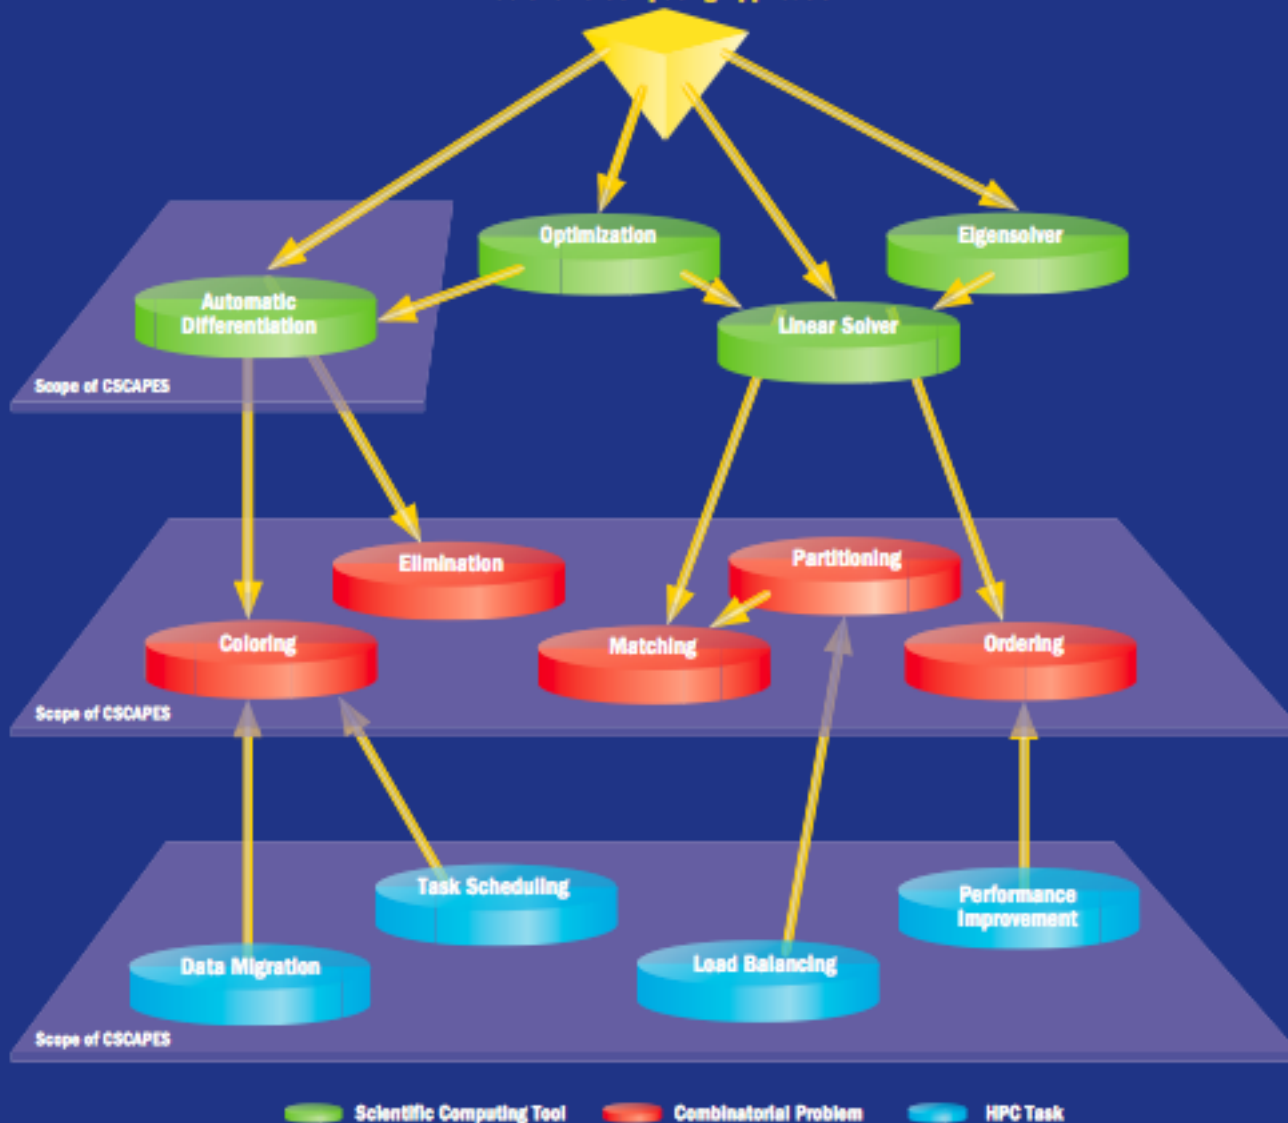 Optimization
Eigensolver
Automatic
Differentiation
Linear Solver
Scope of CSCAPES
Elimination
Partitioning
Coloring
Matching
Ordering
Scope of CSCAPES
Task Scheduling
Performance
Improvement
Data Migration
Load Balancing
Scope of CSCAPES
Scientific Computing Tool
Combinatorial Problem
HPC Task